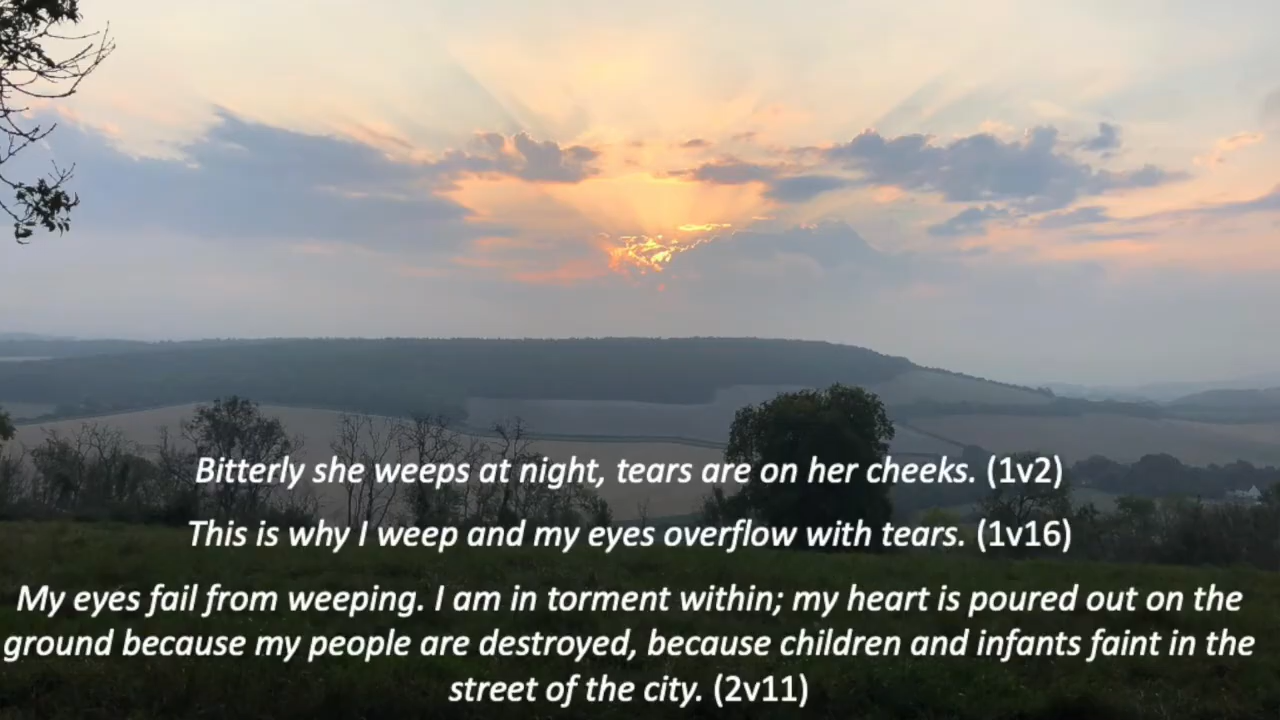 Bitterly she weeps at night, tears are on her cheeks. (1v2)
This is why I weep and my eyes overflow with tears. (1v16)
My eyes fail from weeping. I am in torment within; my heart is poured out on the
ground because my people are destroyed, because children and infants faint in the
street of the city. (2v11)